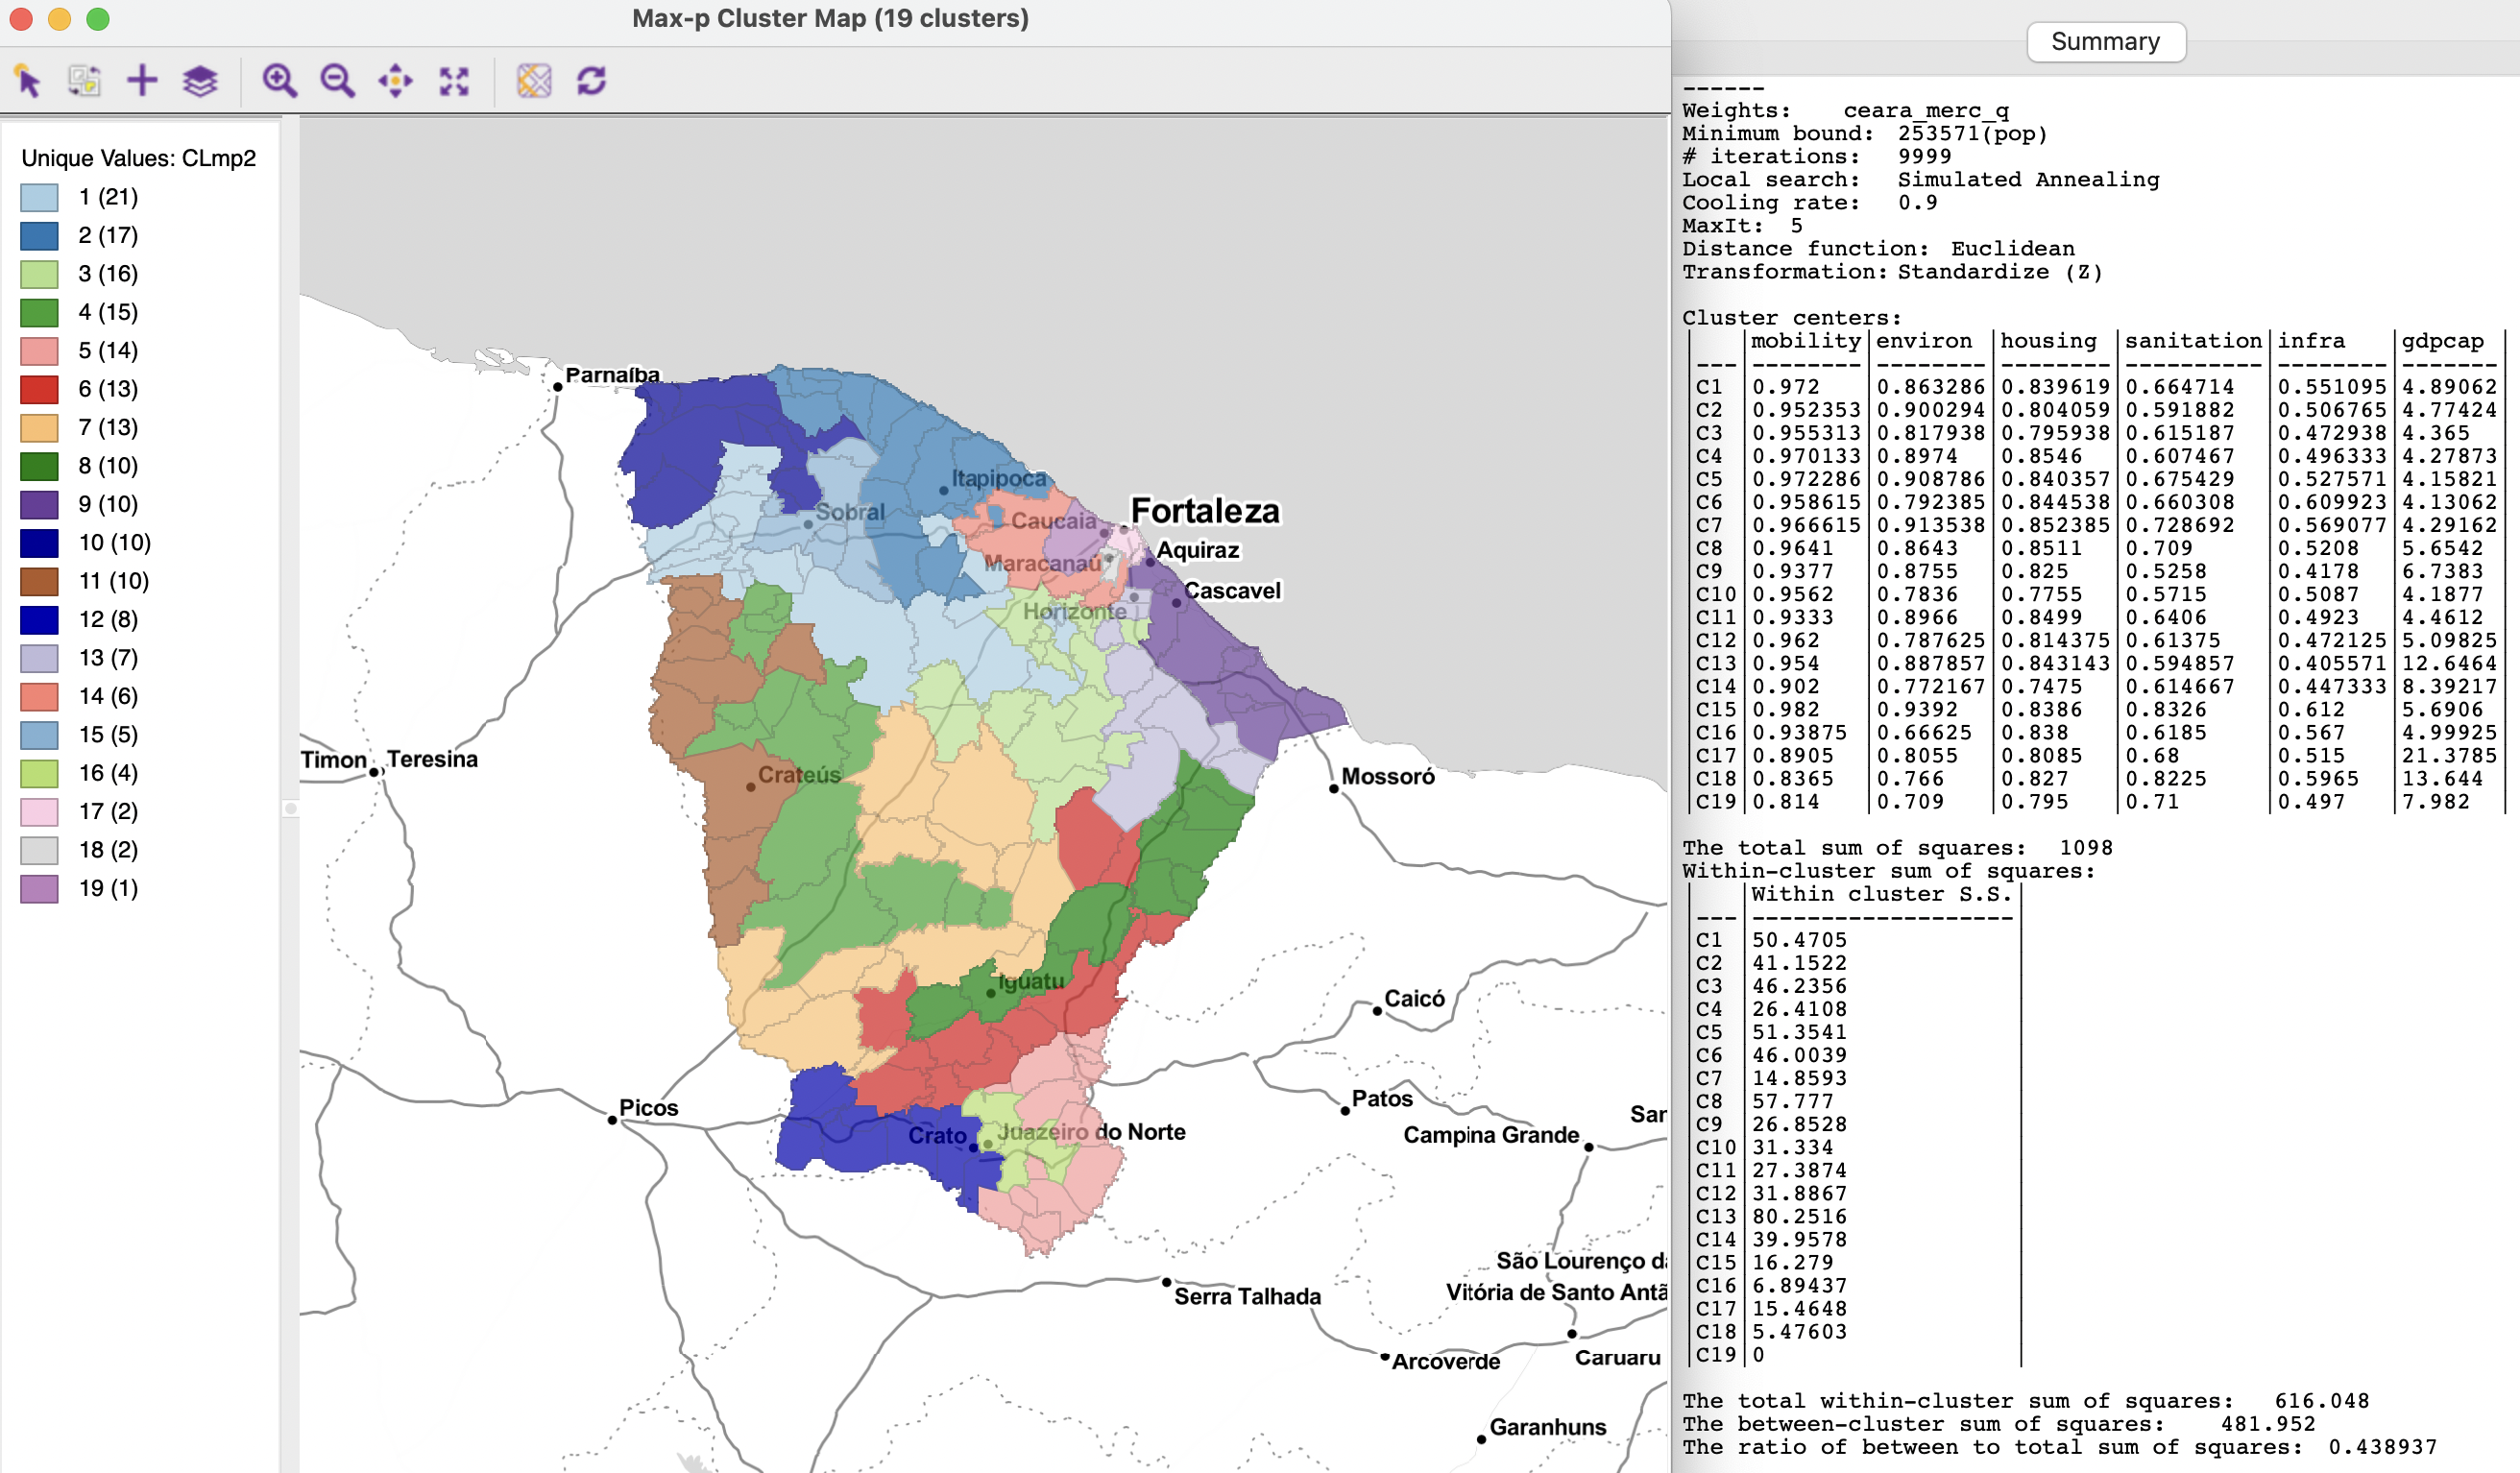 Max-p Cluster Map (19 clusters)
Unique Values: CLmp2
1 (21)
2 (17)
3 (16)
4 (15)
5 (14)
6 (13)
7 (13)
8 (10)
9 (10)
10 (10)
11 (10)
12 (8)
13 (7)
14 (6)
15 (5)
16 (4)
17 (2)
18 (2)
19 (1)
Parnaíba
Itapipoca
Sobral
Caucaia
Fortaleza
Maracanaú
Aquiraz
Cascavel
Horizonte
Timon
Teresina
Crateús
Mossoró
Iguatu
Caicó
Picos
Patos
Crato
Juazeiro do Norte
Campina Grande
Sar
São Lourenço da
Vitória de Santo Antã
Serra Talhada
Arcoverde
Caruaru
Garanhuns
Summary
------
Weights: ceara_merc_q
Minimum bound: 253571(pop)
# iterations: 9999
Local search: Simulated Annealing
Cooling rate: 0.9
MaxIt: 5
Distance function: Euclidean
Transformation: Standardize (Z)
Cluster centers:
| |mobility|environ |housing |sanitation|infra |gdpcap |
|---|--------|--------|--------|----------|--------|-------|
|C1 |0.972 |0.863286|0.839619|0.664714 |0.551095|4.89062|
|C2 |0.952353|0.900294|0.804059|0.591882 |0.506765|4.77424|
|C3 |0.955313|0.817938|0.795938|0.615187 |0.472938|4.365 |
|C4 |0.970133|0.8974 |0.8546 |0.607467 |0.496333|4.27873|
|C5 |0.972286|0.908786|0.840357|0.675429 |0.527571|4.15821|
|C6 |0.958615|0.792385|0.844538|0.660308 |0.609923|4.13062|
|C7 |0.966615|0.913538|0.852385|0.728692 |0.569077|4.29162|
|C8 |0.9641 |0.8643 |0.8511 |0.709 |0.5208 |5.6542 |
|C9 |0.9377 |0.8755 |0.825 |0.5258 |0.4178 |6.7383 |
|C10|0.9562 |0.7836 |0.7755 |0.5715 |0.5087 |4.1877 |
|C11|0.9333 |0.8966 |0.8499 |0.6406 |0.4923 |4.4612 |
|C12|0.962 |0.787625|0.814375|0.61375 |0.472125|5.09825|
|C13|0.954 |0.887857|0.843143|0.594857 |0.405571|12.6464|
|C14|0.902 |0.772167|0.7475 |0.614667 |0.447333|8.39217|
|C15|0.982 |0.9392 |0.8386 |0.8326 |0.612 |5.6906 |
|C16|0.93875 |0.66625 |0.838 |0.6185 |0.567 |4.99925|
|C17|0.8905 |0.8055 |0.8085 |0.68 |0.515 |21.3785|
|C18|0.8365 |0.766 |0.827 |0.8225 |0.5965 |13.644 |
|C19|0.814 |0.709 |0.795 |0.71 |0.497 |7.982 |
The total sum of squares: 1098
Within-cluster sum of squares:
| |Within cluster S.S.|
|---|-------------------|
|C1 |50.4705 |
|C2 |41.1522 |
|C3 |46.2356 |
|C4 |26.4108 |
|C5 |51.3541 |
|C6 |46.0039 |
|C7 |14.8593 |
|C8 |57.777 |
|C9 |26.8528 |
|C10|31.334 |
|C11|27.3874 |
|C12|31.8867 |
|C13|80.2516 |
|C14|39.9578 |
|C15|16.279 |
|C16|6.89437 |
|C17|15.4648 |
|C18|5.47603 |
|C19|0 |
The total within-cluster sum of squares: 616.048
The between-cluster sum of squares: 481.952
The ratio of between to total sum of squares: 0.438937